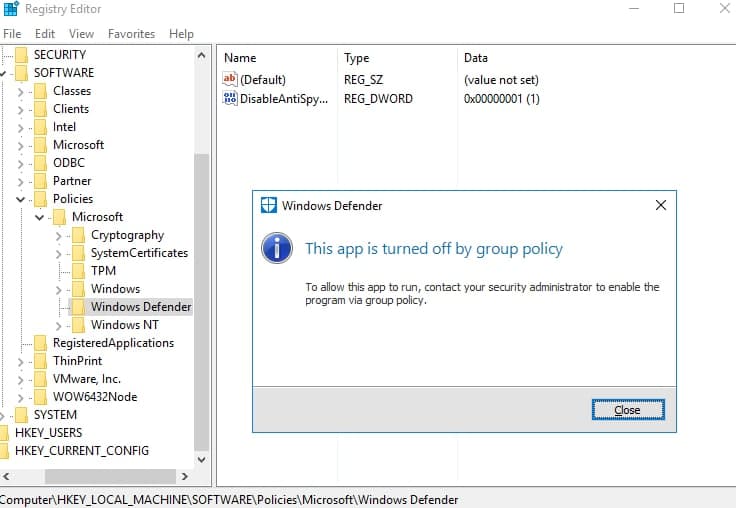 Registry Editor
File Edit View Favorites Help
SECURITY
SOFTWARE
Classes
Clients
Intel
Microsoft
ODBC
Partner
Policies
Microsoft
Cryptography
SystemCertificates
TPM
Windows
Windows Defender
Windows NT
RegisteredApplications
ThinPrint
VMware, Inc.
WOW6432Node
SYSTEM
HKEY_USERS
HKEY_CURRENT_CONFIG
Name Type Data
ab (Default) REG_SZ (value not set)
DisableAntiSpy... REG_DWORD 0x00000001 (1)
Windows Defender
This app is turned off by group policy
To allow this app to run, contact your security administrator to enable the
program via group policy.
Close
Computer\HKEY_LOCAL_MACHINE\SOFTWARE\Policies\Microsoft\Windows Defender